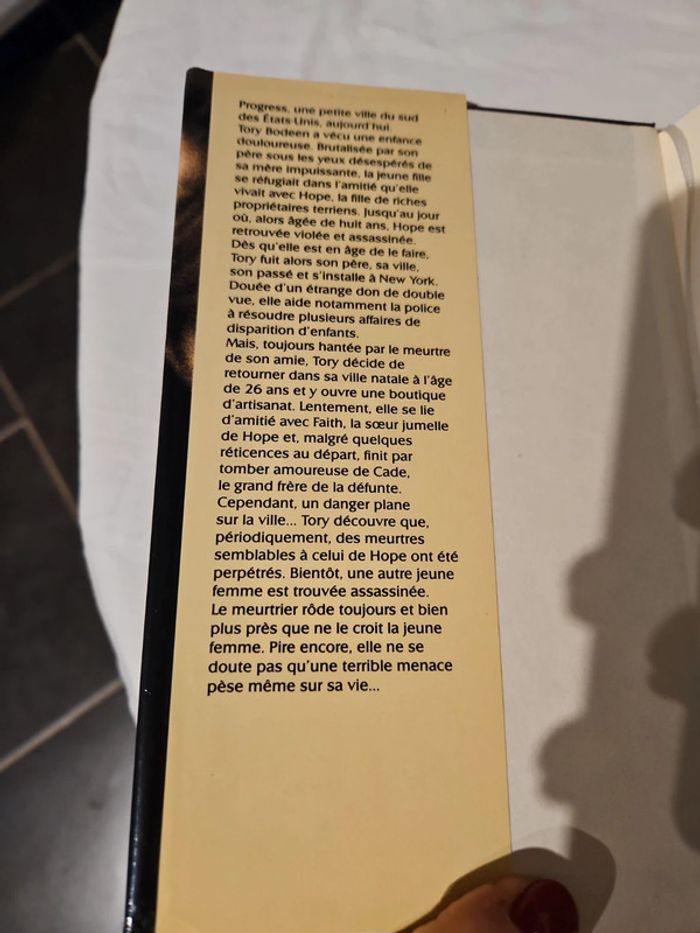 Progress, une petite ville du sud
des États-Unis, aujourd'hui.
Tory Bodeen a vécu une enfance
douloureuse. Brutalisée par son
père sous les yeux désespérés de
sa mère impuissante, la jeune fille
se réfugiait dans l'amitié qu'elle
vivait avec Hope, la fille de riches
propriétaires terriens. Jusqu'au jour
où, alors âgée de huit ans, Hope est
retrouvée violée et assassinée.
Dès qu'elle est en âge de le faire,
Tory fuit alors son père, sa ville,
son passé et s'installe à New York.
Douée d'un étrange don de double
vue, elle aide notamment la police
à résoudre plusieurs affaires de
disparition d'enfants.
Mais, toujours hantée par le meurtre
de son amie, Tory décide de
retourner dans sa ville natale à l'âge
de 26 ans et y ouvre une boutique
d'artisanat. Lentement, elle se lie
d'amitié avec Faith, la sœur jumelle
de Hope et, malgré quelques
réticences au départ, finit par
tomber amoureuse de Cade,
le grand frère de la défunte.
Cependant, un danger plane
sur la ville... Tory découvre que,
périodiquement, des meurtres
semblables à celui de Hope ont été
perpétrés. Bientôt, une autre jeune
femme est trouvée assassinée.
Le meurtrier rôde toujours et bien
plus près que ne le croit la jeune
femme. Pire encore, elle ne se
doute pas qu'une terrible menace
pèse même sur sa vie...